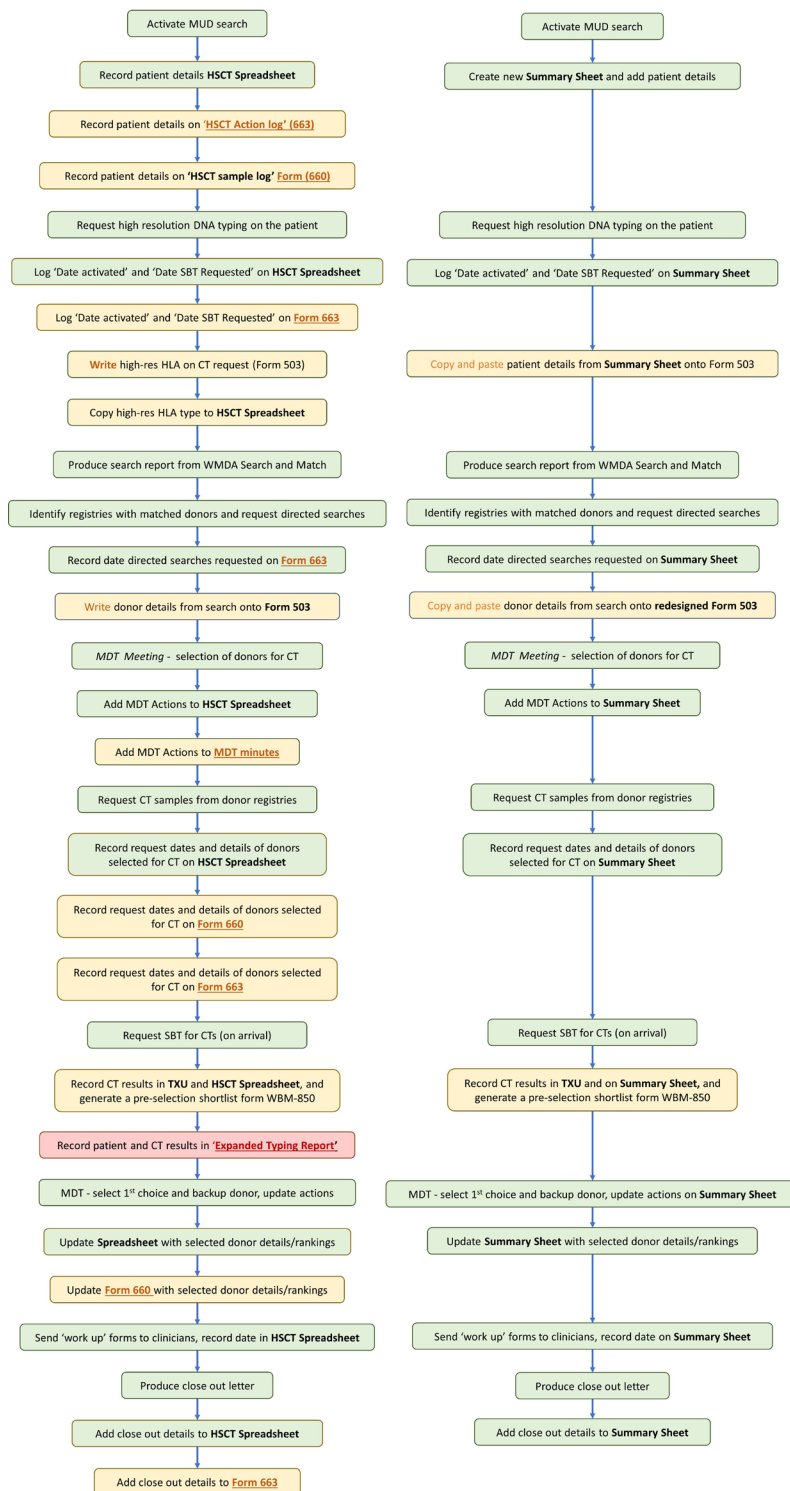 Activate MUD search
Record patient details HSCT Spreadsheet
Record patient details on ‘HSCT Action log’ (663)
Record patient details on ‘HSCT sample log’ Form (660)
Request high resolution DNA typing on the patient
Log ‘Date activated’ and ‘Date SBT Requested’ on HSCT Spreadsheet
Log ‘Date activated’ and ‘Date SBT Requested’ on Form 663
Write high-res HLA on CT request (Form 503)
Copy high-res HLA type to HSCT Spreadsheet
Produce search report from WMDA Search and Match
Identify registries with matched donors and request directed searches
Record date directed searches requested on Form 663
Write donor details from search onto Form 503
MDT Meeting - selection of donors for CT
Add MDT Actions to HSCT Spreadsheet
Add MDT Actions to MDT minutes
Request CT samples from donor registries
Record request dates and details of donors
selected for CT on HSCT Spreadsheet
Record request dates and details of donors selected
for CT on Form 660
Record request dates and details of donors selected
for CT on Form 663
Request SBT for CTs (on arrival)
Record CT results in TXU and HSCT Spreadsheet, and
generate a pre-selection shortlist form WBM-850
Record patient and CT results in ‘Expanded Typing Report’
MDT - select 1st choice and backup donor, update actions
Update Spreadsheet with selected donor details/rankings
Update Form 660 with selected donor details/rankings
Send ‘work up’ forms to clinicians, record date in HSCT Spreadsheet
Produce close out letter
Add close out details to HSCT Spreadsheet
Add close out details to Form 663
Activate MUD search
Create new Summary Sheet and add patient details
Request high resolution DNA typing on the patient
Log ‘Date activated’ and ‘Date SBT Requested’ on Summary Sheet
Copy and paste patient details from Summary Sheet onto Form 503
Produce search report from WMDA Search and Match
Identify registries with matched donors and request directed searches
Record date directed searches requested on Summary Sheet
Copy and paste donor details from search onto redesigned Form 503
MDT Meeting - selection of donors for CT
Add MDT Actions to Summary Sheet
Request CT samples from donor registries
Record request dates and details of donors
selected for CT on Summary Sheet
Request SBT for CTs (on arrival)
Record CT results in TXU and on Summary Sheet, and
generate a pre-selection shortlist form WBM-850
MDT - select 1st choice and backup donor, update actions on Summary Sheet
Update Summary Sheet with selected donor details/rankings
Send ‘work up’ forms to clinicians, record date on Summary Sheet
Produce close out letter
Add close out details to Summary Sheet